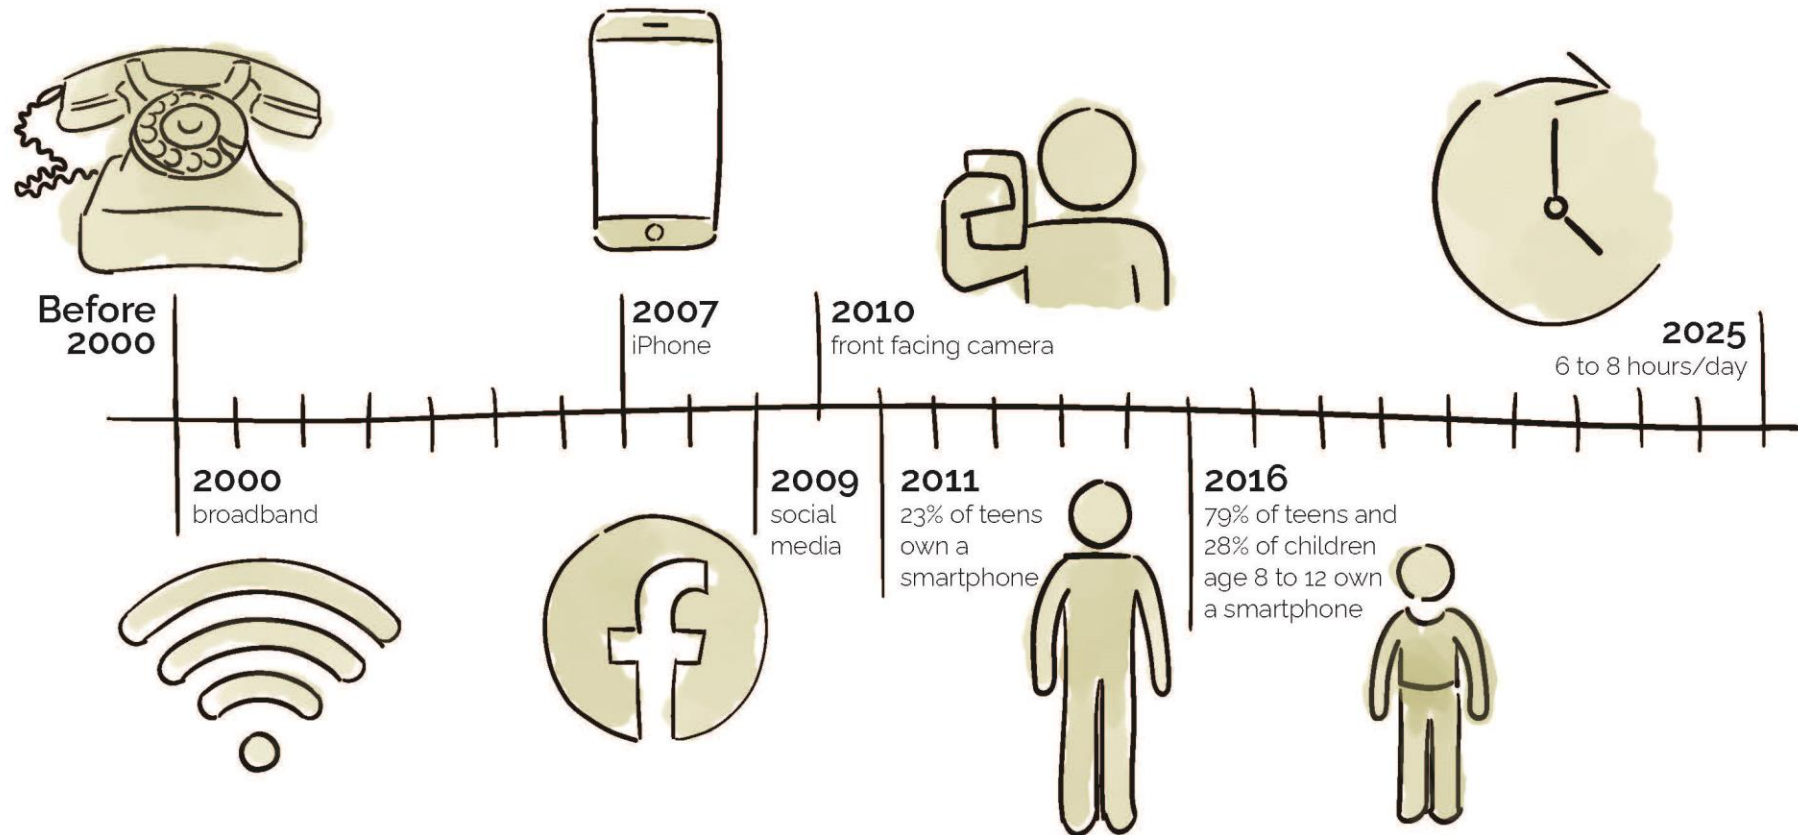 Before
2000
2000
broadband
2007
iPhone
2009
social
media
2010
front facing camera
2011
23% of teens
own a
smartphone
2016
79% of teens and
28% of children
age 8 to 12 own
a smartphone
2025
6 to 8 hours/day